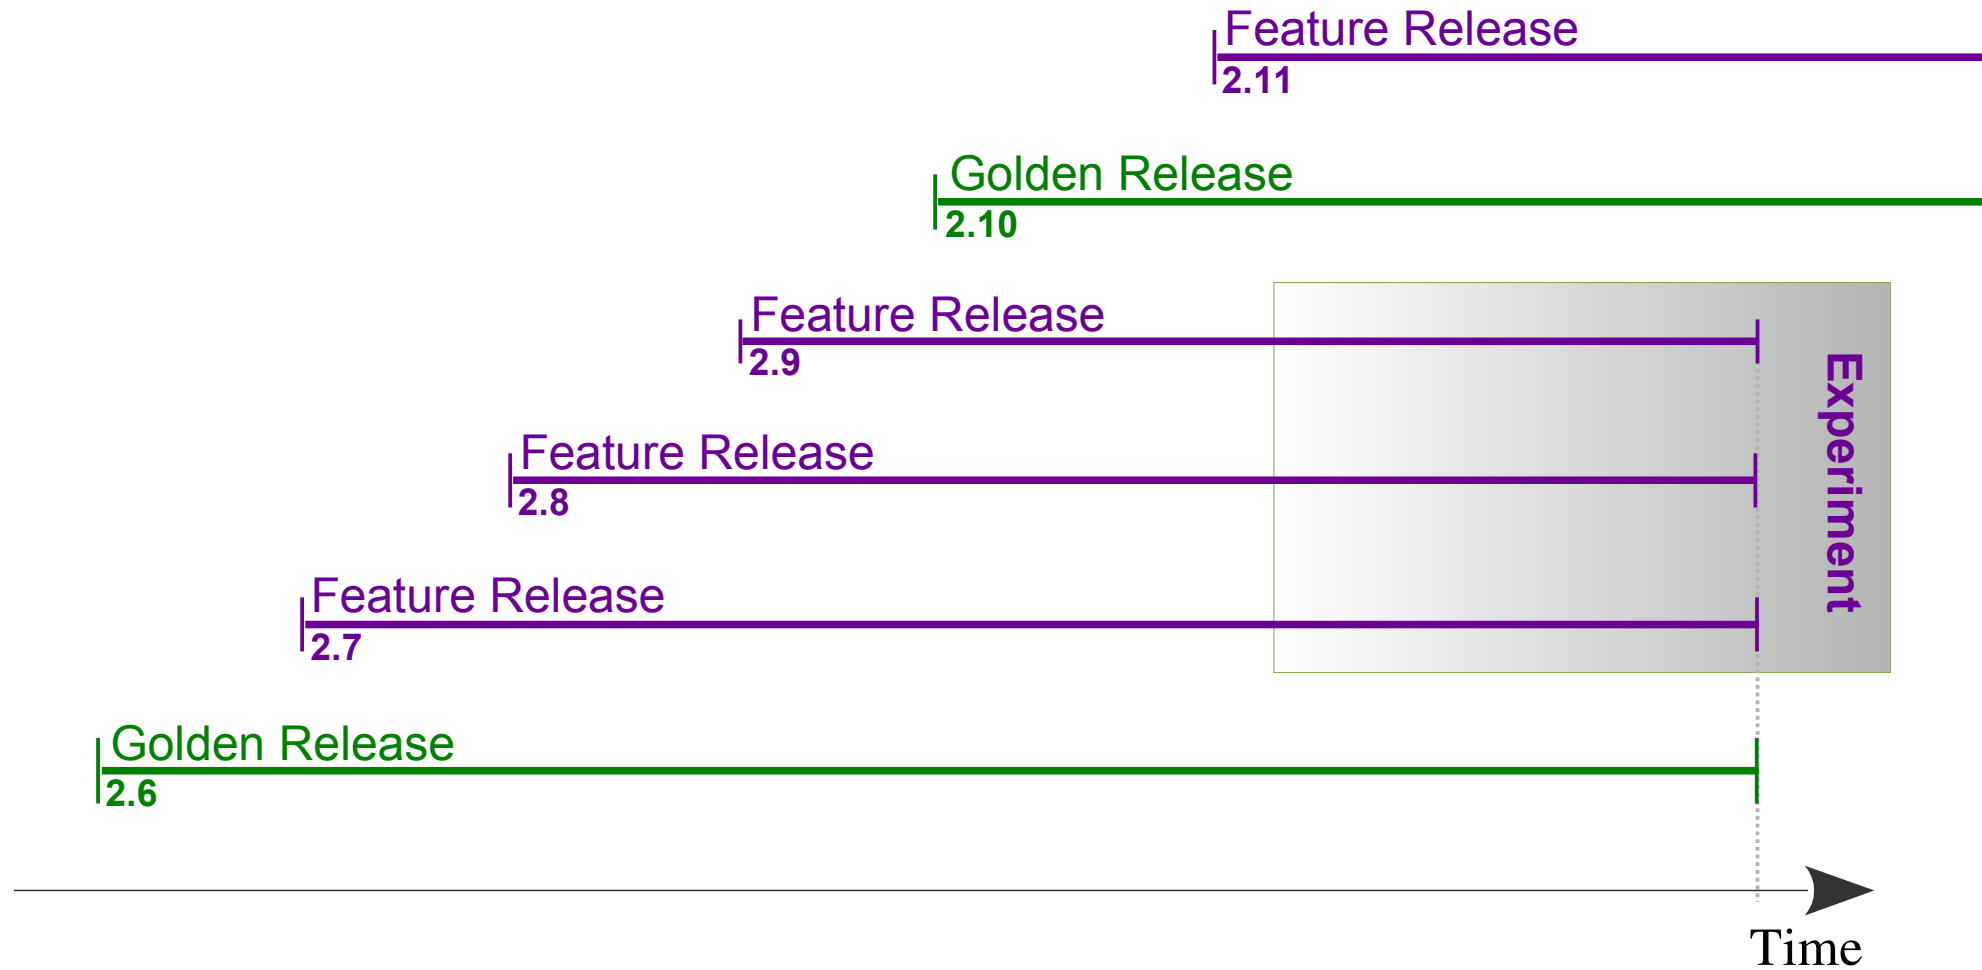 Feature Release
2.11
Golden Release
2.10
Feature Release
2.9
Experiment
Feature Release
2.8
Feature Release
2.7
Golden Release
2.6
Time